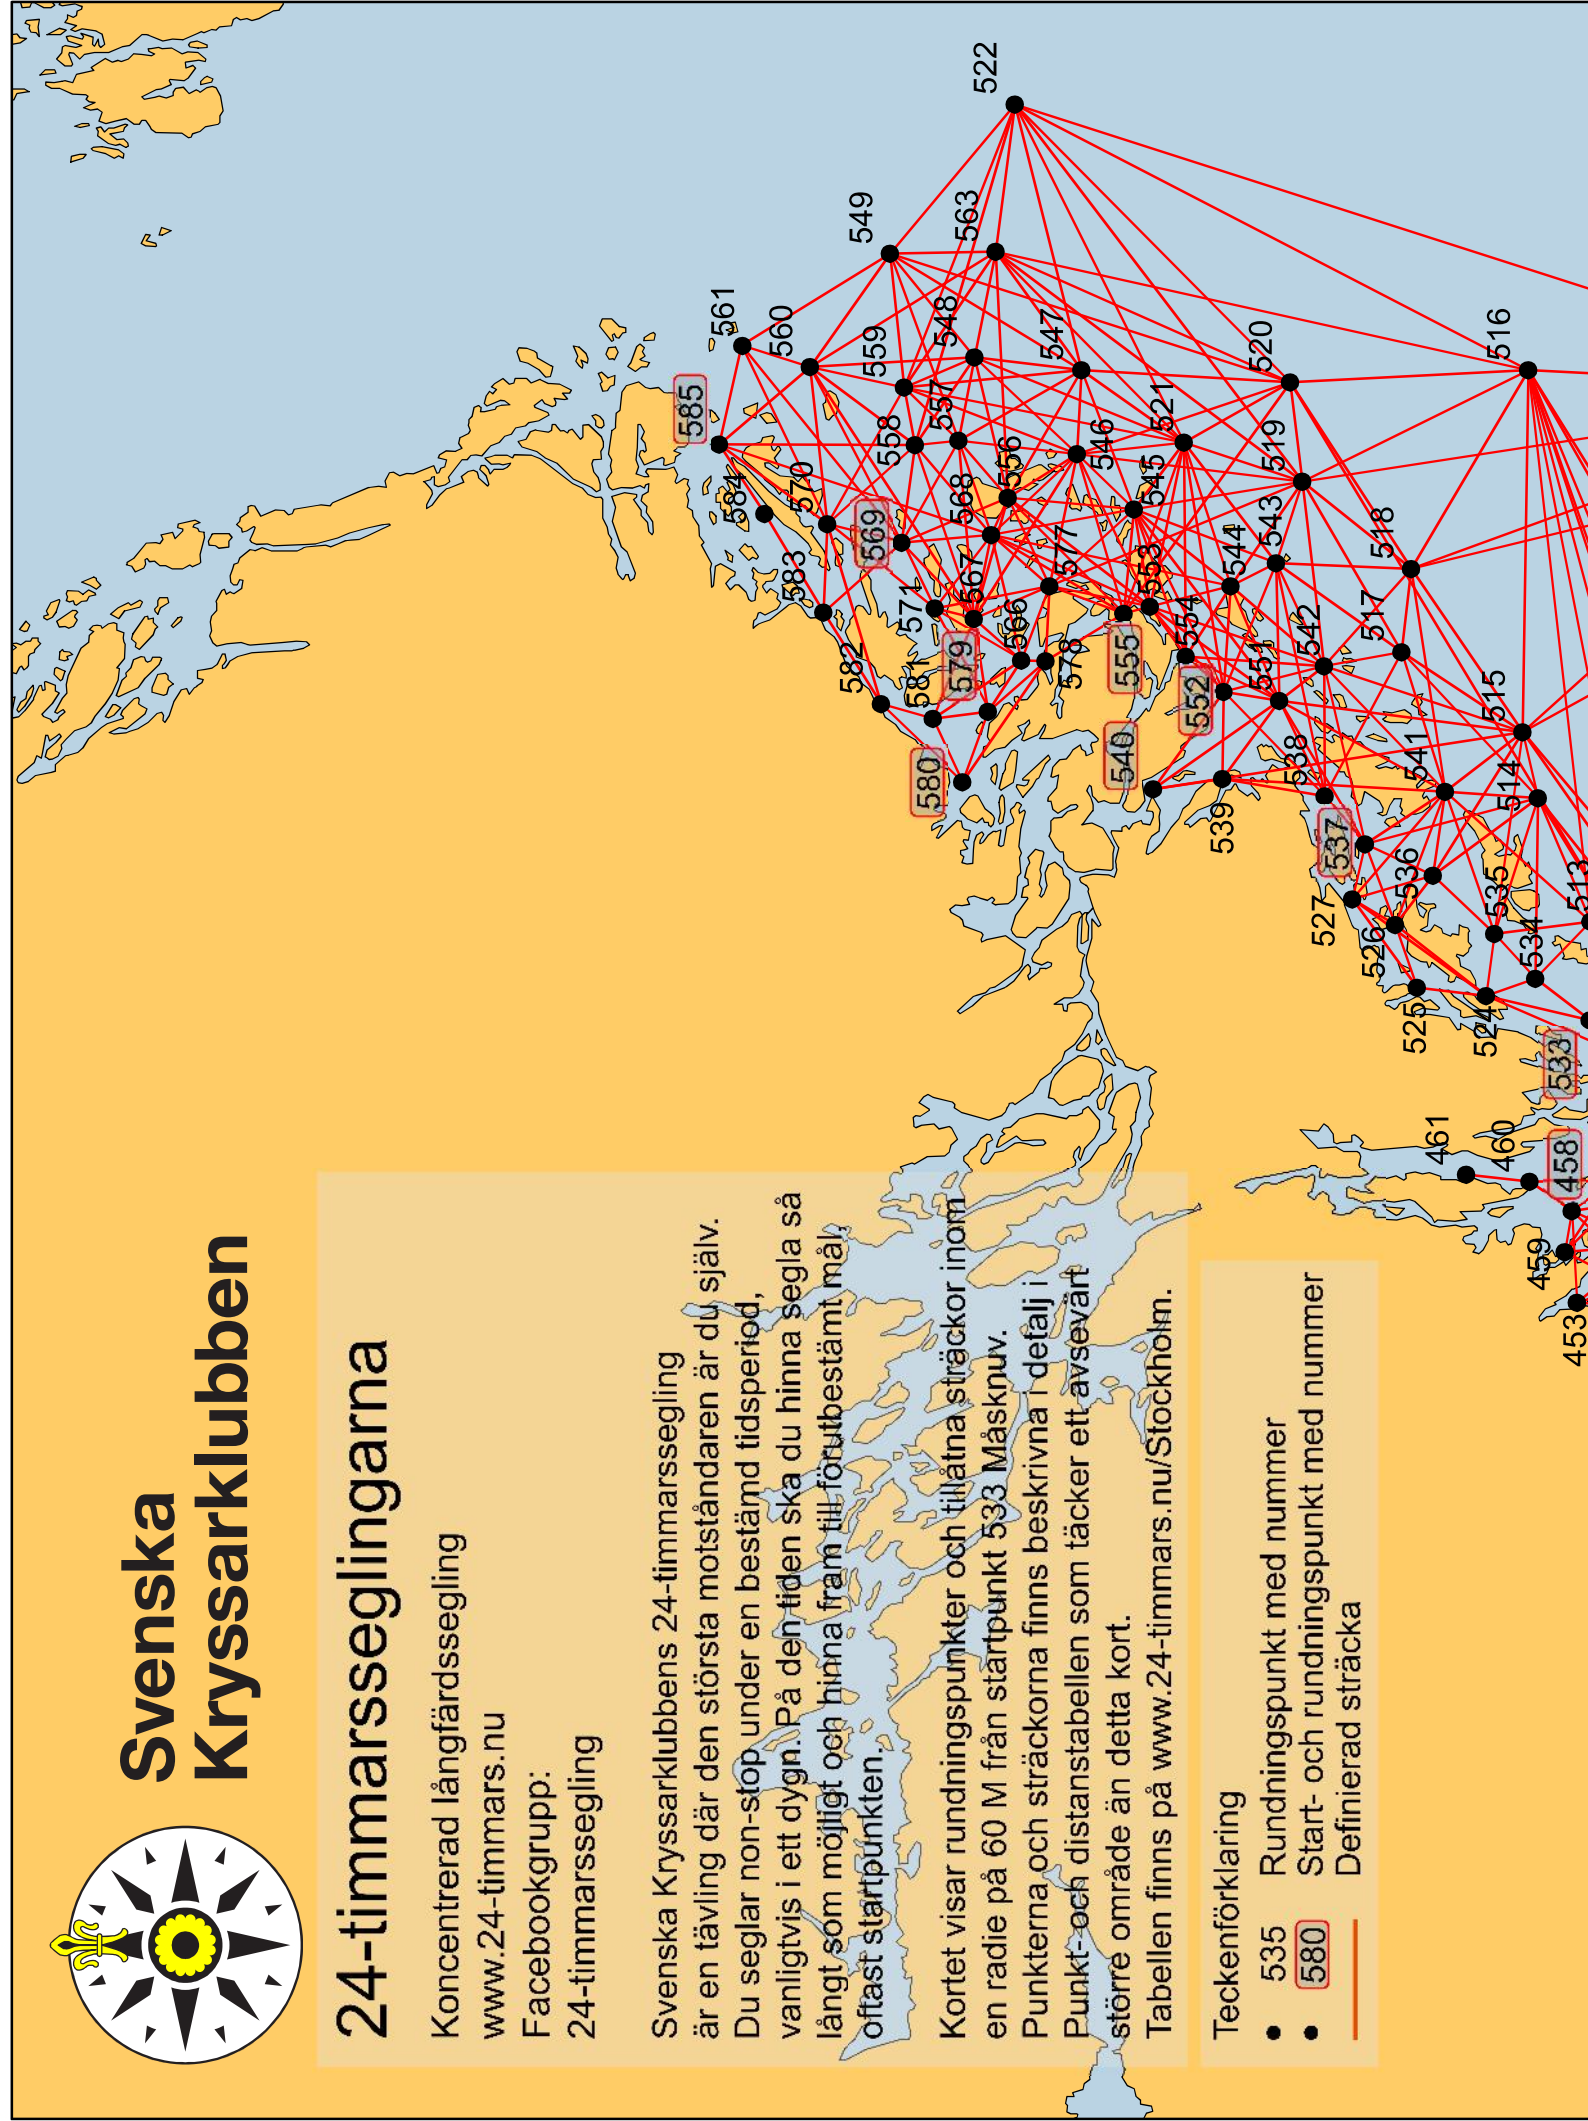 Svenska
Kryssarklubben
24-timmarsseglingarna
Koncentrerad långfärdssegling
www.24-timmars.nu
Facebookgrupp:
24-timmarssegling
Svenska Kryssarklubbens 24-timmarssegling
är en tävling där den största motståndaren är du själv.
Du seglar non-stop under en bestämd tidsperiod,
vanligtvis i ett dygn. På den tiden ska du hinna segla så
långt som möjligt och hinna fram till förutbestämt mål,
oftast startpunkten.
Kortet visar rundningspunkter och tillåtna sträckor inom
en radie på 60 M från startpunkt 533 Måsknuv.
Punkterna och sträckorna finns beskrivna i detalj i
Punkt- och distanstabellen som täcker ett avsevärt
större område än detta kort.
Tabellen finns på www.24-timmars.nu/Stockholm.
Teckenförklaring
535 Rundningspunkt med nummer
580 Start- och rundningspunkt med nummer
Definierad sträcka
585
561
560
549
563
522
584
570
559
548
547
583
569
558
557
556
568
546
521
520
516
582
571
567
577
545
519
581
579
566
578
553
544
543
518
580
555
554
542
517
540
552
551
515
539
538
541
514
537
536
535
513
527
526
534
525
524
533
461
460
458
459
453